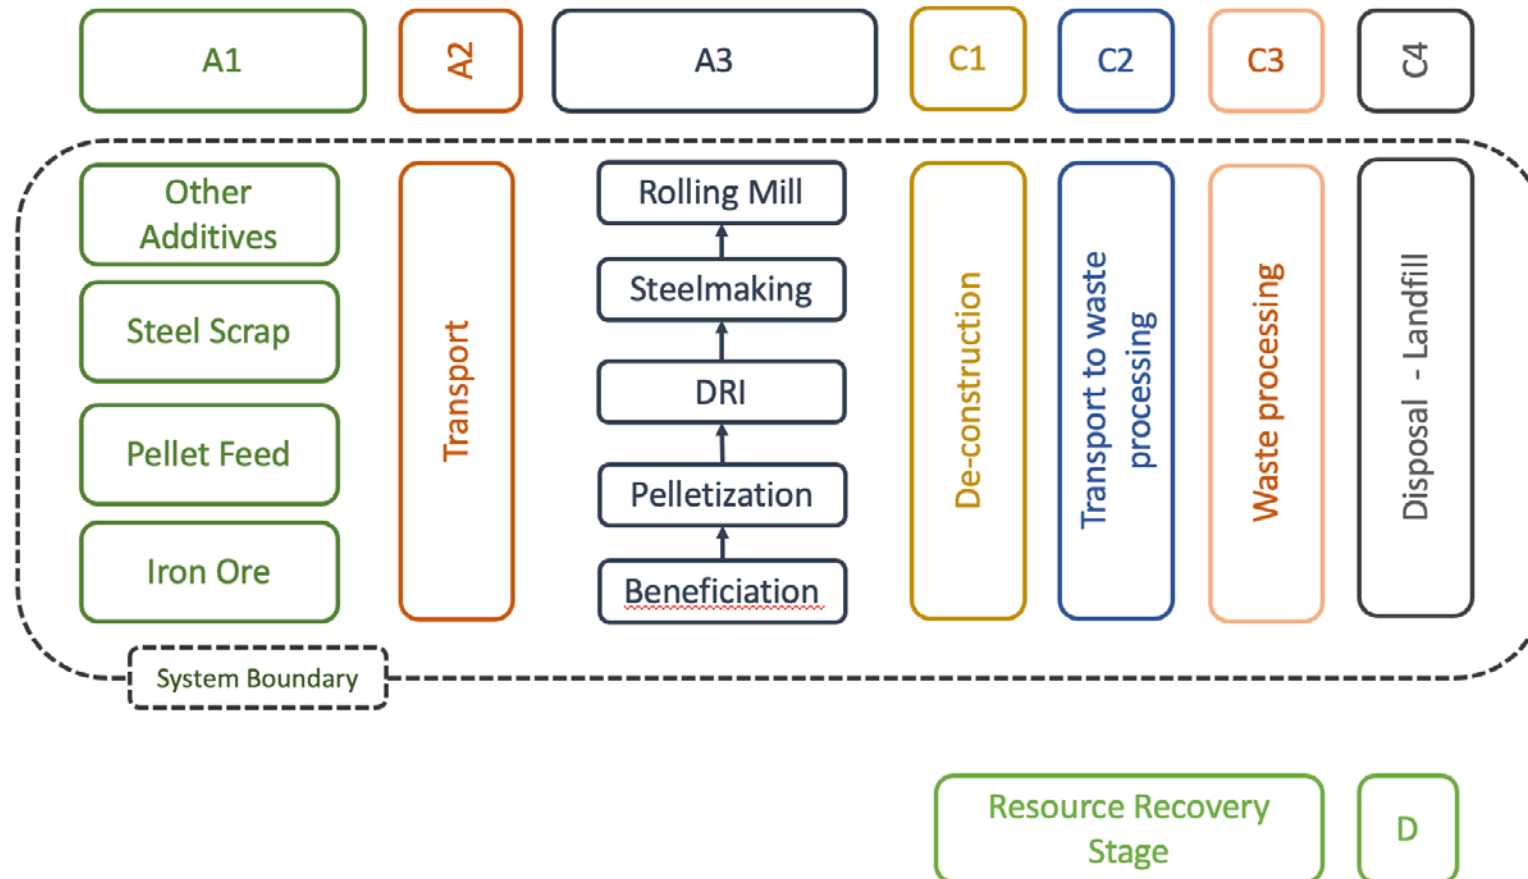 A1
A2
A3
C1
C2
C3
C4
Other
Additives
Steel Scrap
Pellet Feed
Iron Ore
Transport
Rolling Mill
Steelmaking
DRI
Pelletization
Beneficiation
De-construction
Transport to waste
processing
Waste processing
Disposal - Landfill
System Boundary
Resource Recovery
Stage
D